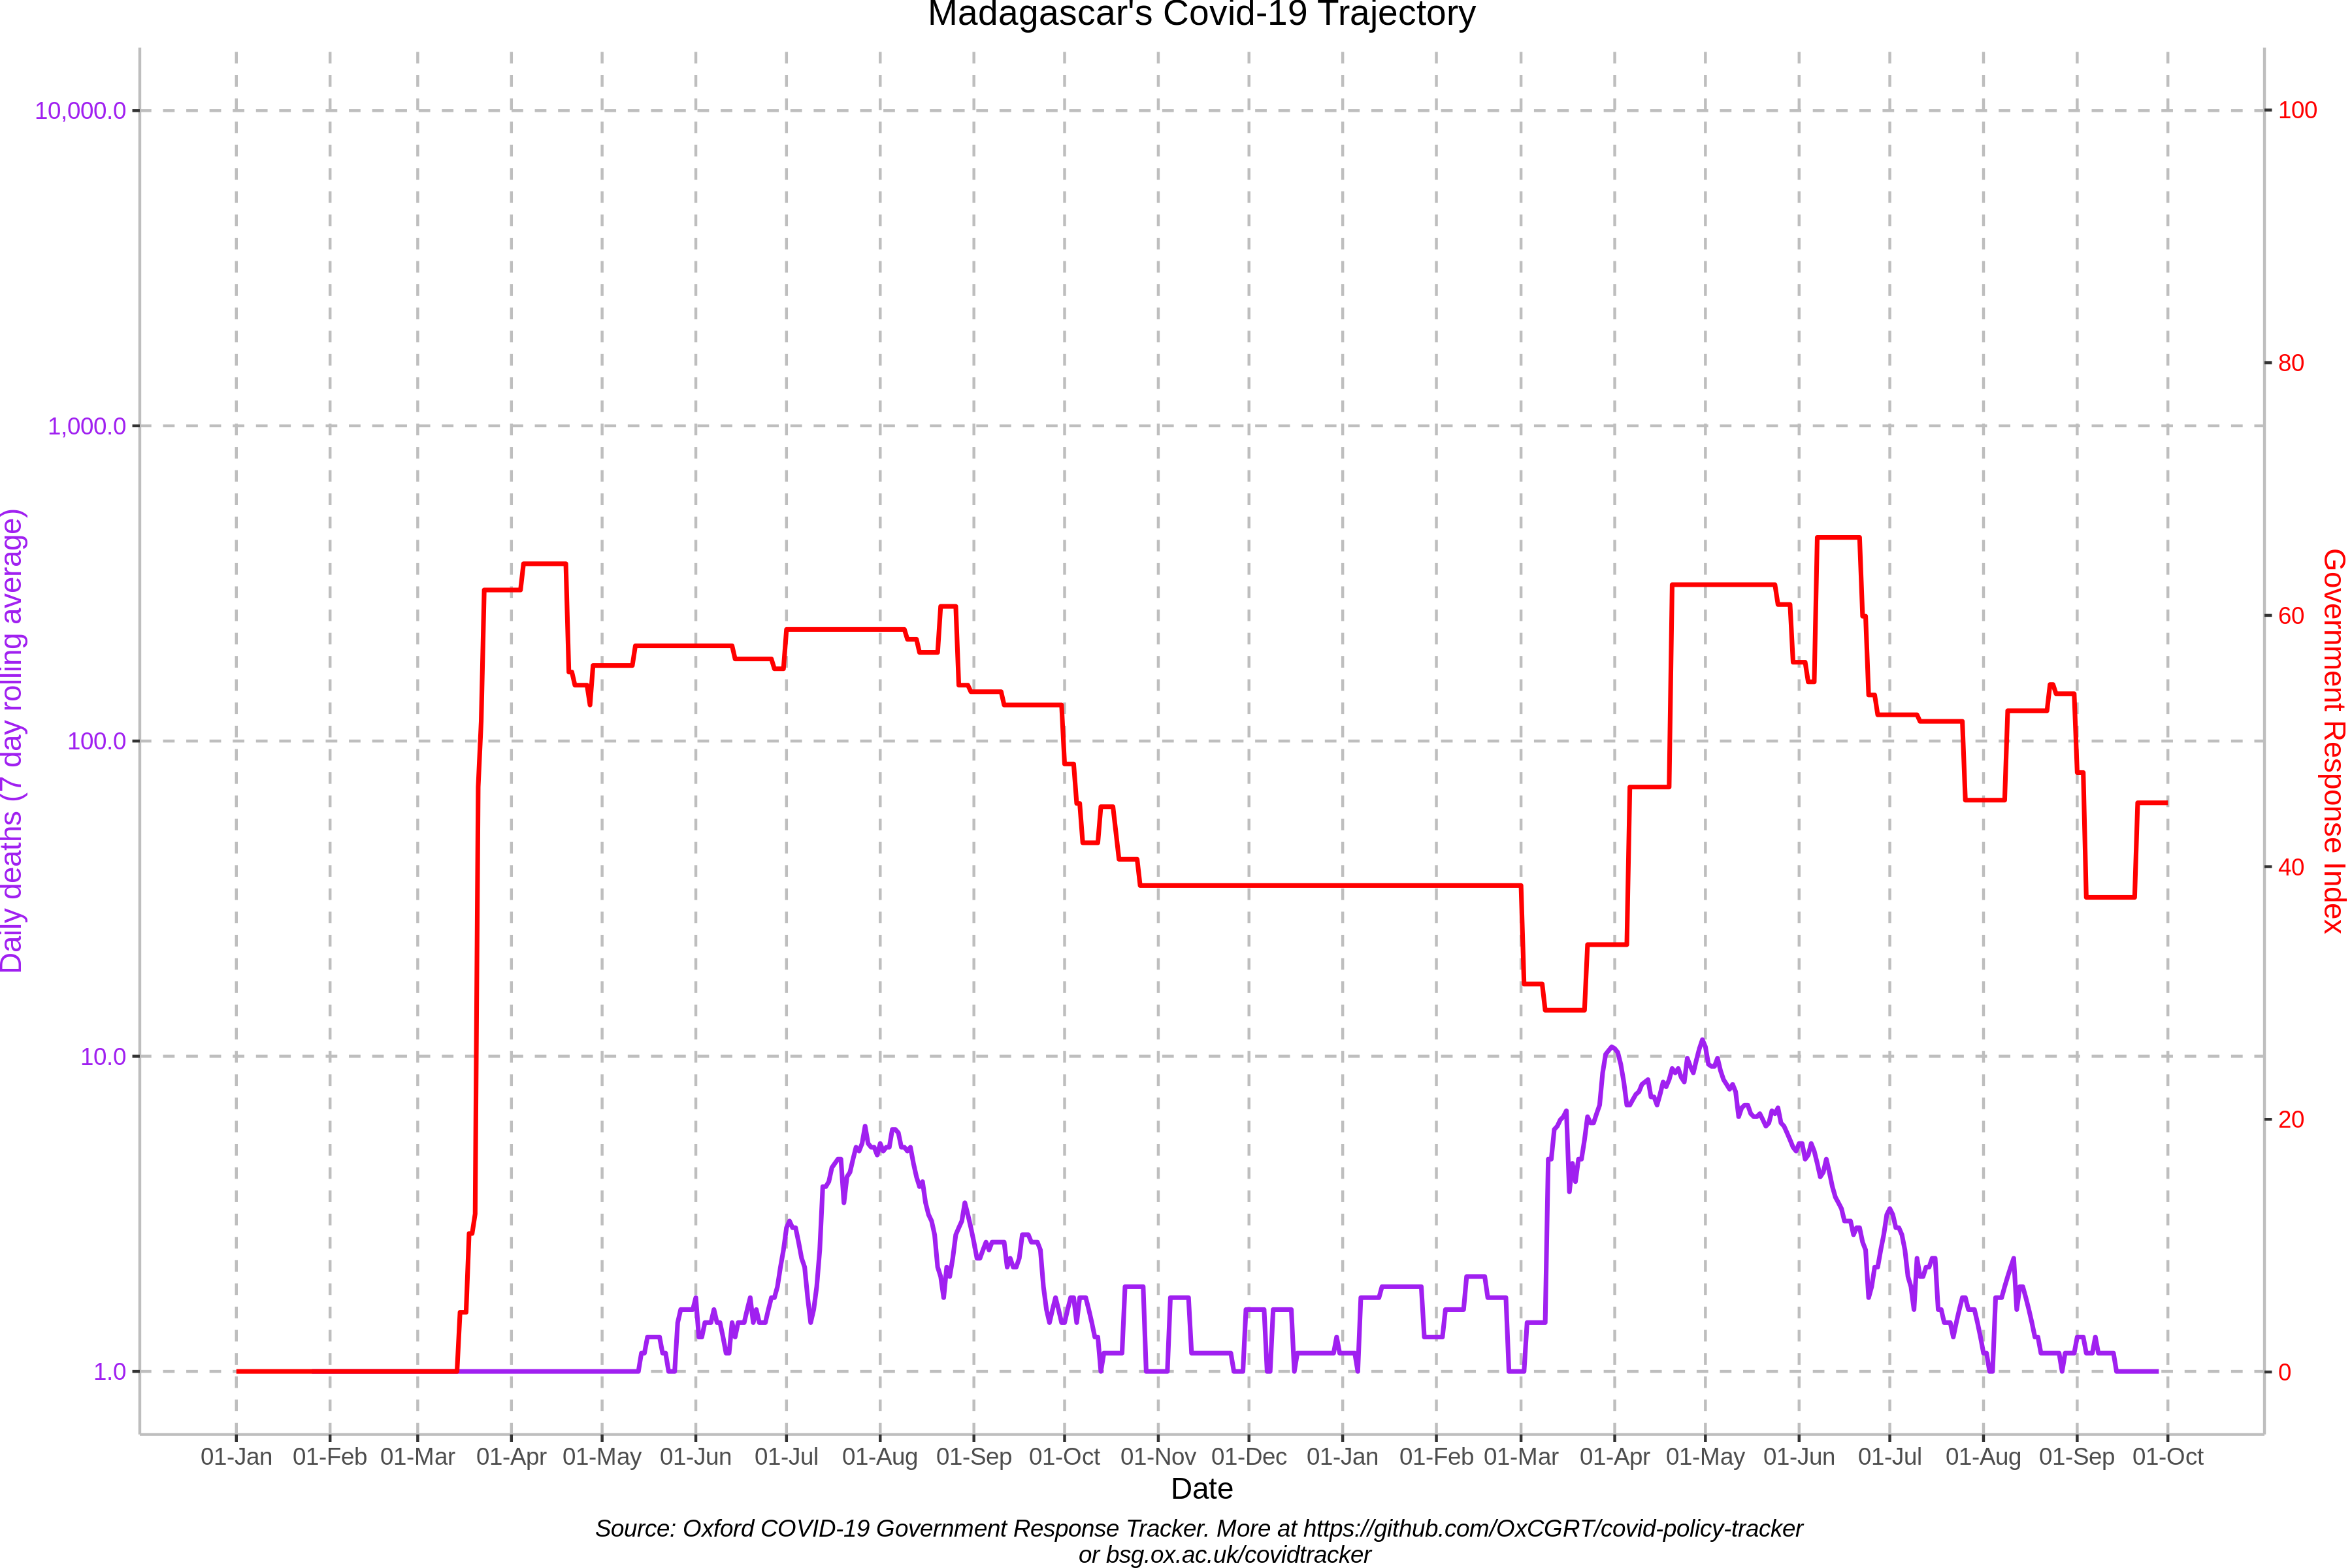 Madagascar's Covid-19 Trajectory
10,000.0
1,000.0
100.0
10.0
1.0
Daily deaths (7 day rolling average)
100
80
60
40
20
0
Government Response Index
01-Jan 01-Feb 01-Mar 01-Apr 01-May 01-Jun 01-Jul 01-Aug 01-Sep 01-Oct 01-Nov 01-Dec 01-Jan 01-Feb 01-Mar 01-Apr 01-May 01-Jun 01-Jul 01-Aug 01-Sep 01-Oct
Date
Source: Oxford COVID-19 Government Response Tracker. More at https://github.com/OxCGRT/covid-policy-tracker
or bsg.ox.ac.uk/covidtracker